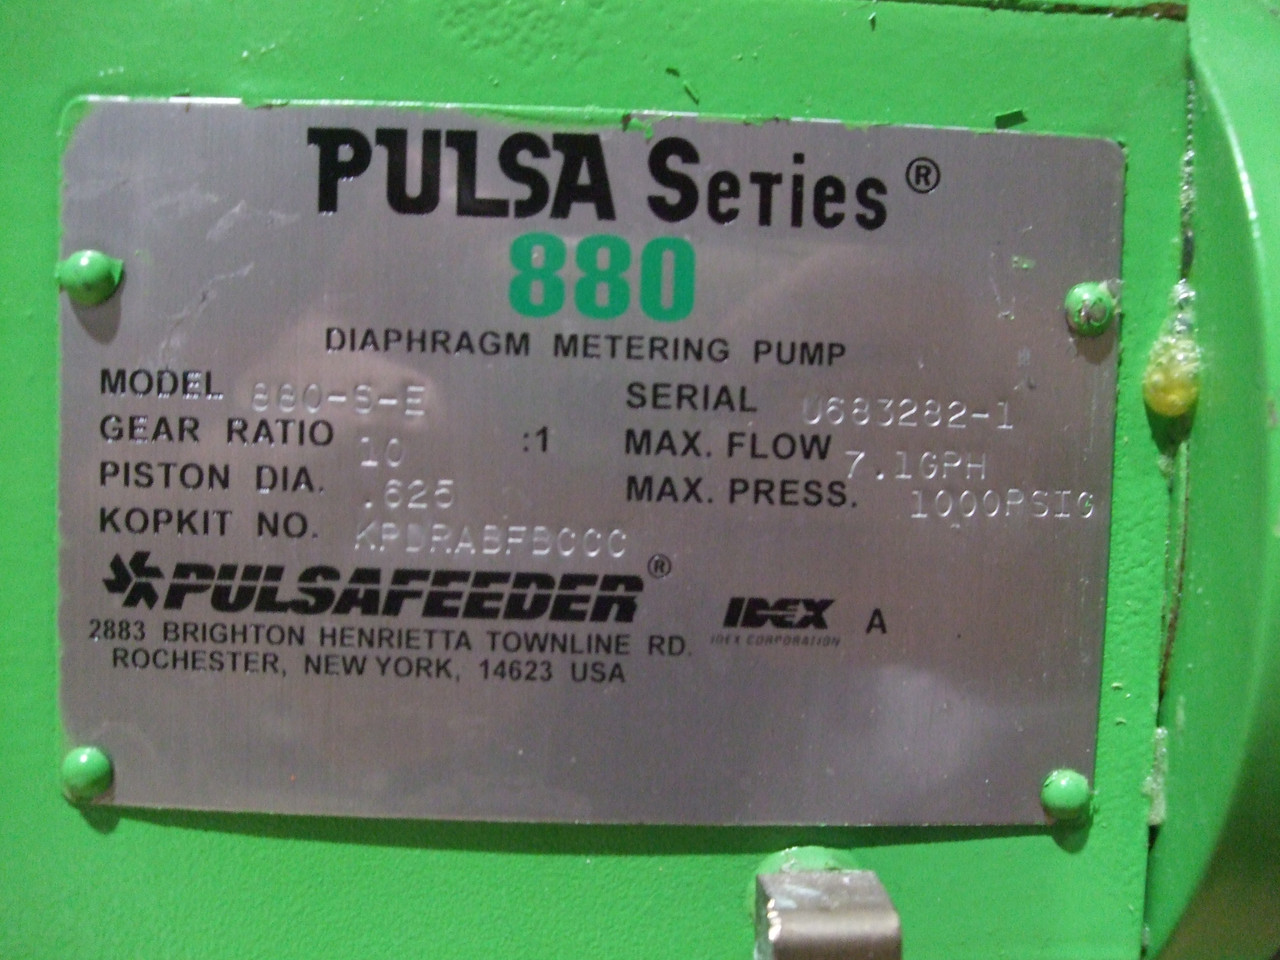 PULSA Series®
880
DIAPHRAGM METERING PUMP
MODEL 880-S-E
GEAR RATIO 10 :1
PISTON DIA. .625
KOPKIT NO. KPDRABFBCCC
SERIAL U683282-1
MAX. FLOW 7.1GPH
MAX. PRESS. 1000PSIG
PULSAFEEDER®
2883 BRIGHTON HENRIETTA TOWNLINE RD.
ROCHESTER, NEW YORK, 14623 USA
IDEX A
IDEX CORPORATION